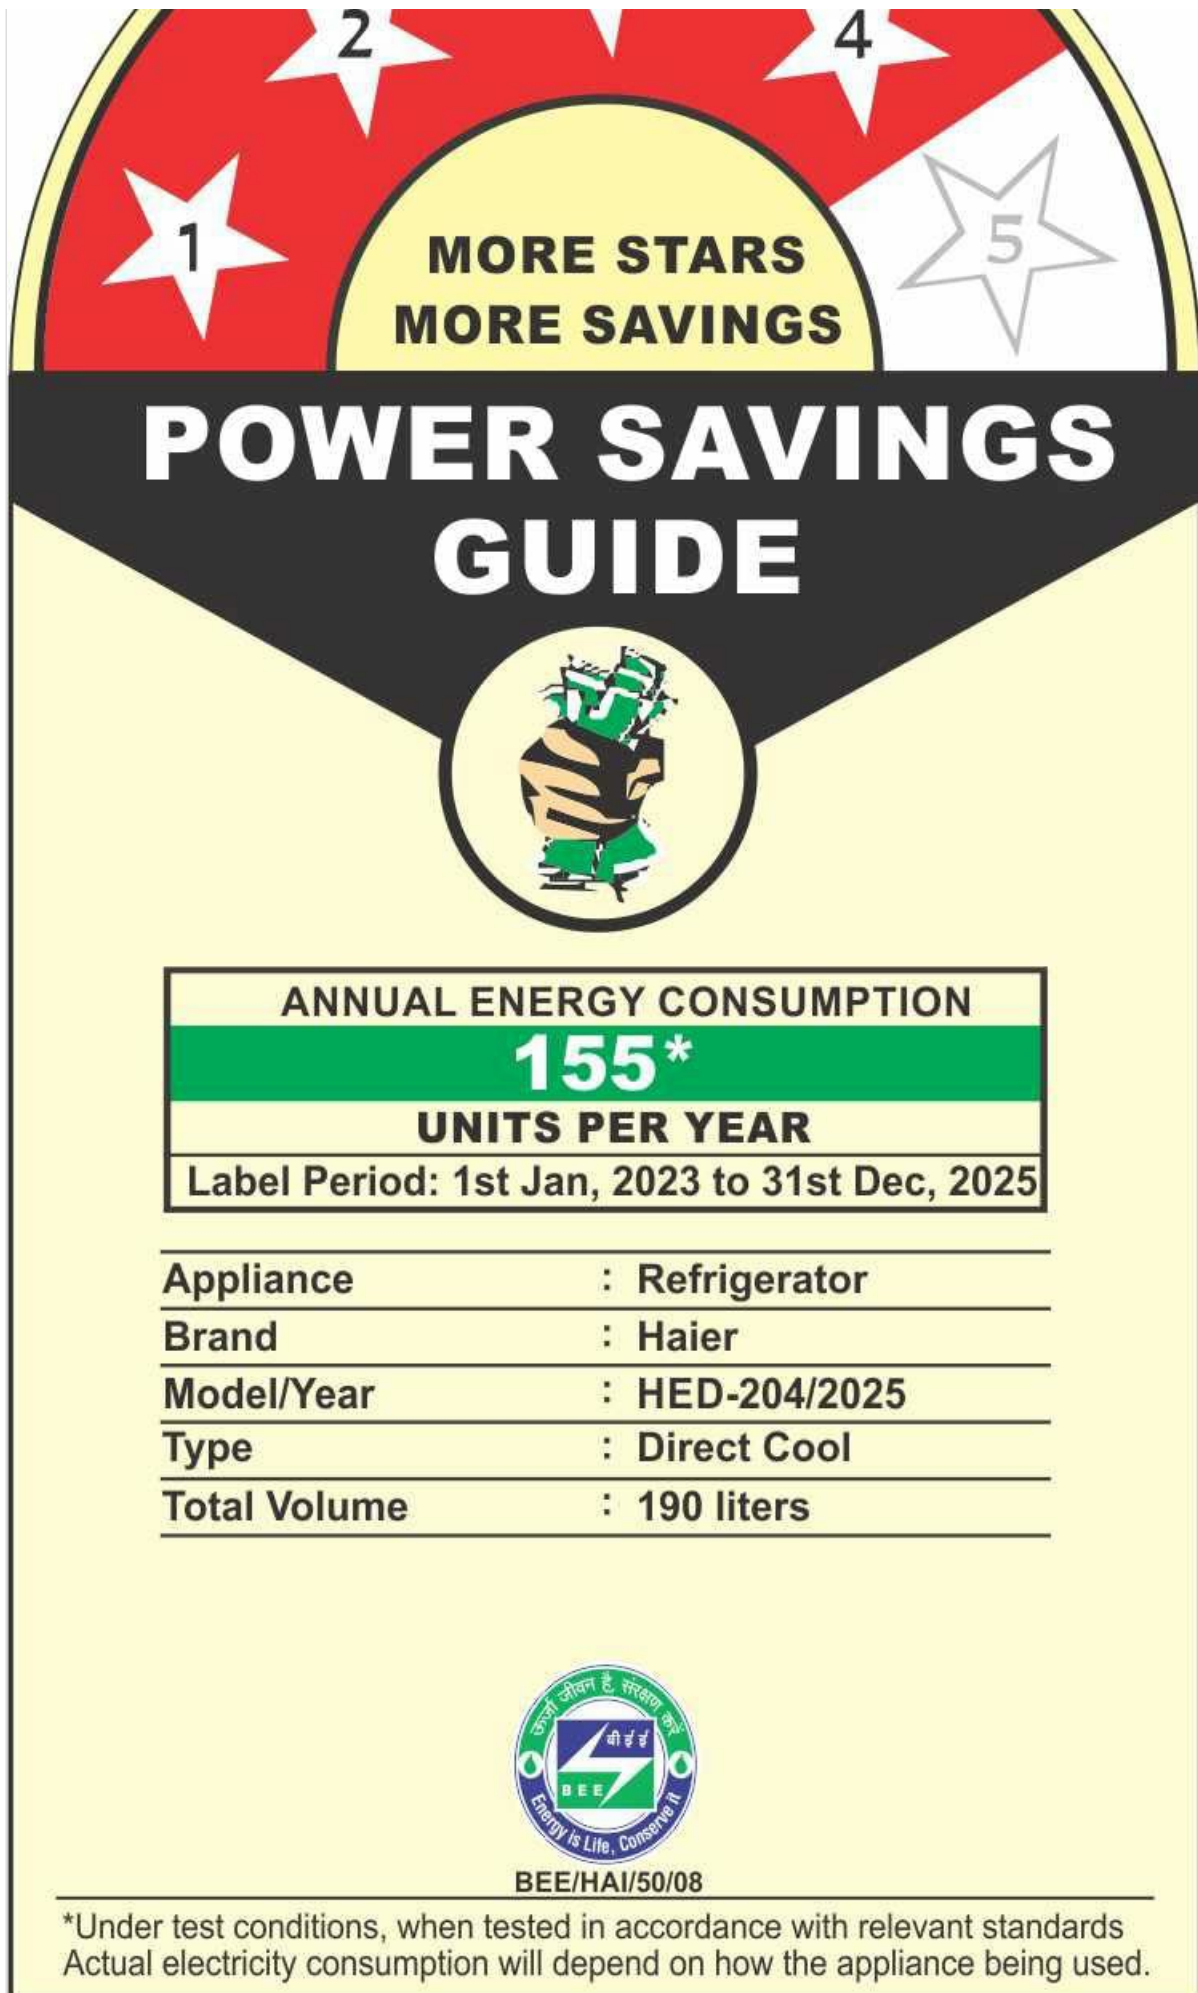 2
4
1
5
MORE STARS
MORE SAVINGS
POWER SAVINGS
GUIDE
ANNUAL ENERGY CONSUMPTION
155*
UNITS PER YEAR
Label Period: 1st Jan, 2023 to 31st Dec, 2025
Appliance : Refrigerator
Brand : Haier
Model/Year : HED-204/2025
Type : Direct Cool
Total Volume : 190 liters
ऊर्जा जीवन है, संरक्षण करें
बी ई ई
BEE
Energy is Life, Conserve it
BEE/HAI/50/08
*Under test conditions, when tested in accordance with relevant standards
Actual electricity consumption will depend on how the appliance being used.